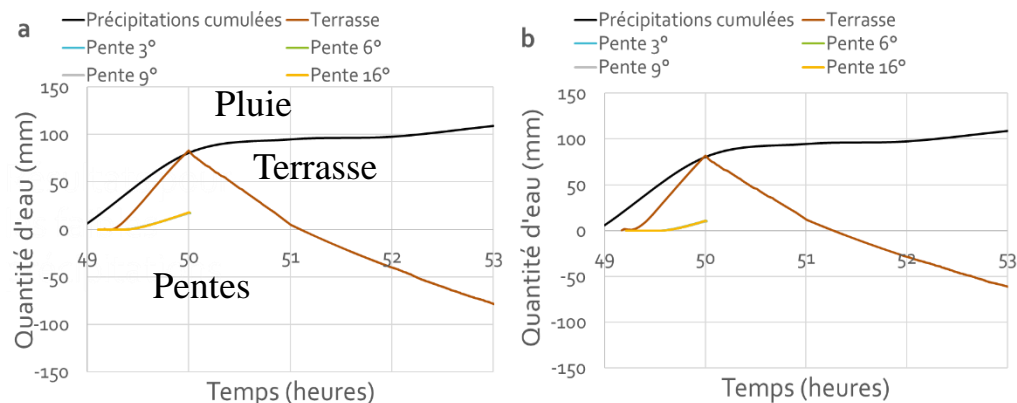 a
Précipitations cumulées Terrasse
Pente 3° Pente 6°
Pente 9° Pente 16°
Quantité d'eau (mm)
150
100
50
0
-50
-100
-150
49 50 51 52 53
Pluie
Terrasse
Pentes
Temps (heures)
b
Précipitations cumulées Terrasse
Pente 3° Pente 6°
Pente 9° Pente 16°
Quantité d'eau (mm)
150
100
50
0
-50
-100
-150
49 50 51 52 53
Temps (heures)